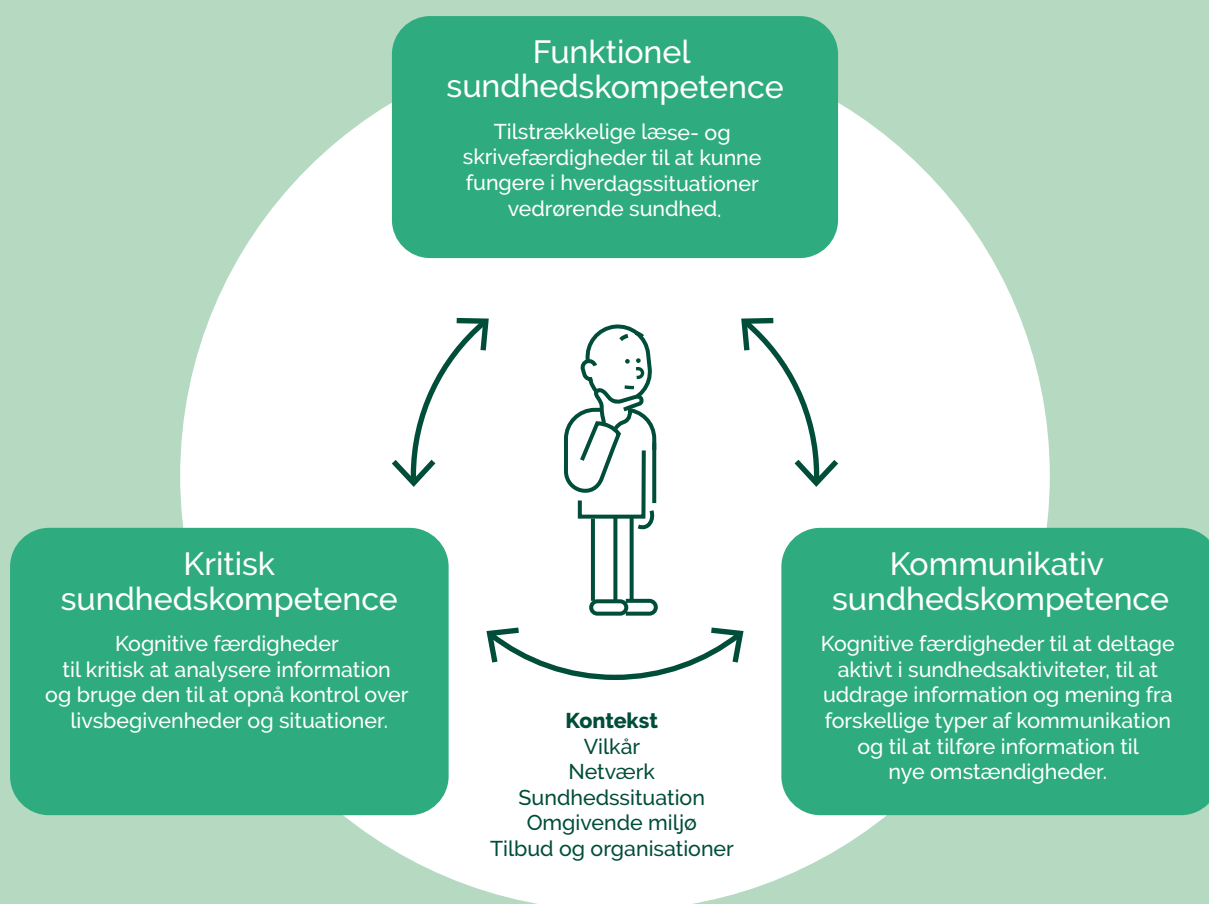 Funktionel
sundhedskompetence
Tilstrækkelige læse- og
skrivefærdigheder til at kunne
fungere i hverdagssituationer
vedrørende sundhed.
Kritisk
sundhedskompetence
Kognitive færdigheder
til kritisk at analysere information
og bruge den til at opnå kontrol over
livsbegivenheder og situationer.
Kommunikativ
sundhedskompetence
Kognitive færdigheder til at deltage
aktivt i sundhedsaktiviteter, til at
uddrage information og mening fra
forskellige typer af kommunikation
og til at tilføre information til
nye omstændigheder.
Kontekst
Vilkår
Netværk
Sundhedssituation
Omgivende miljø
Tilbud og organisationer